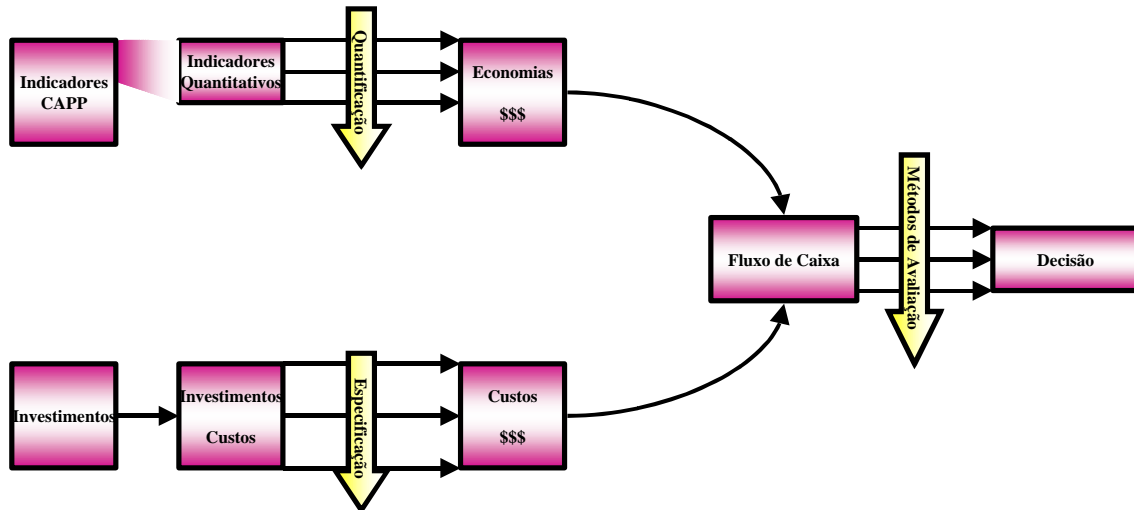 Indicadores
CAPP
Indicadores
Quantitativos
Quantificação
Economias
$$$
Métodos de Avaliação
Fluxo de Caixa
Decisão
Investimentos
Investimentos
Custos
Especificação
Custos
$$$